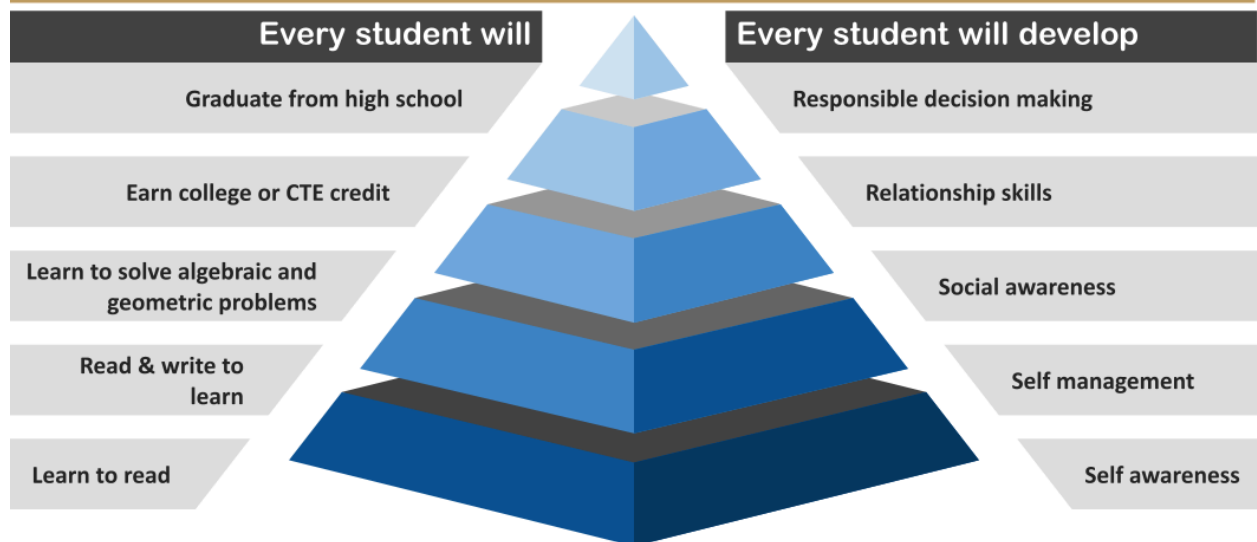 Every student will
Graduate from high school
Earn college or CTE credit
Learn to solve algebraic and
geometric problems
Read & write to
learn
Learn to read
Every student will develop
Responsible decision making
Relationship skills
Social awareness
Self management
Self awareness